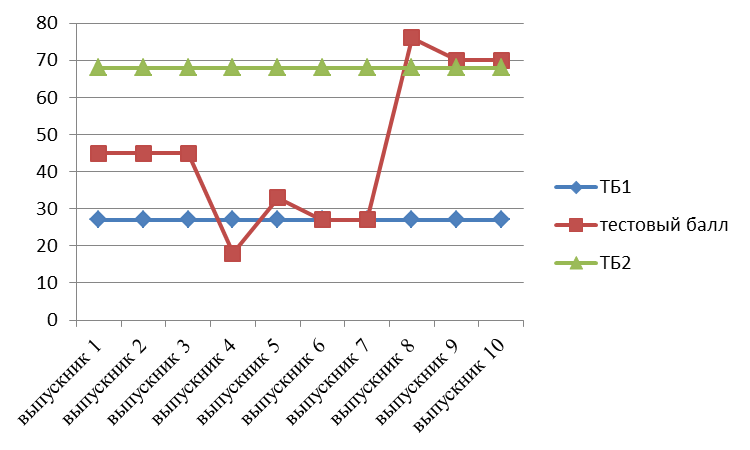 80
70
60
50
40
30
20
10
0
выпускник 1
выпускник 2
выпускник 3
выпускник 4
выпускник 5
выпускник 6
выпускник 7
выпускник 8
выпускник 9
выпускник 10
ТБ1
тестовый балл
ТБ2